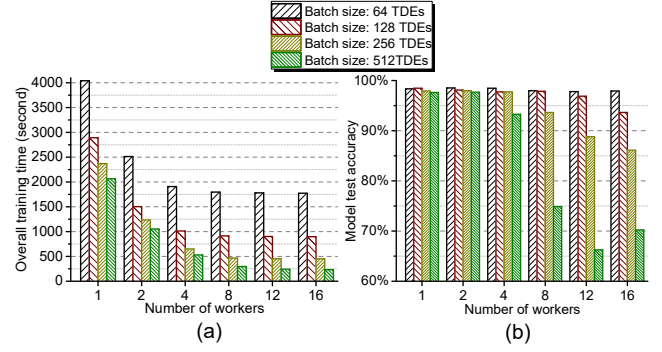 Batch size: 64 TDEs
Batch size: 128 TDEs
Batch size: 256 TDEs
Batch size: 512TDEs
Overall training time (second)
4000
3500
3000
2500
2000
1500
1000
500
0
1 2 4 8 12 16
Number of workers
(a)
Model test accuracy
100%
90%
80%
70%
60%
1 2 4 8 12 16
Number of workers
(b)